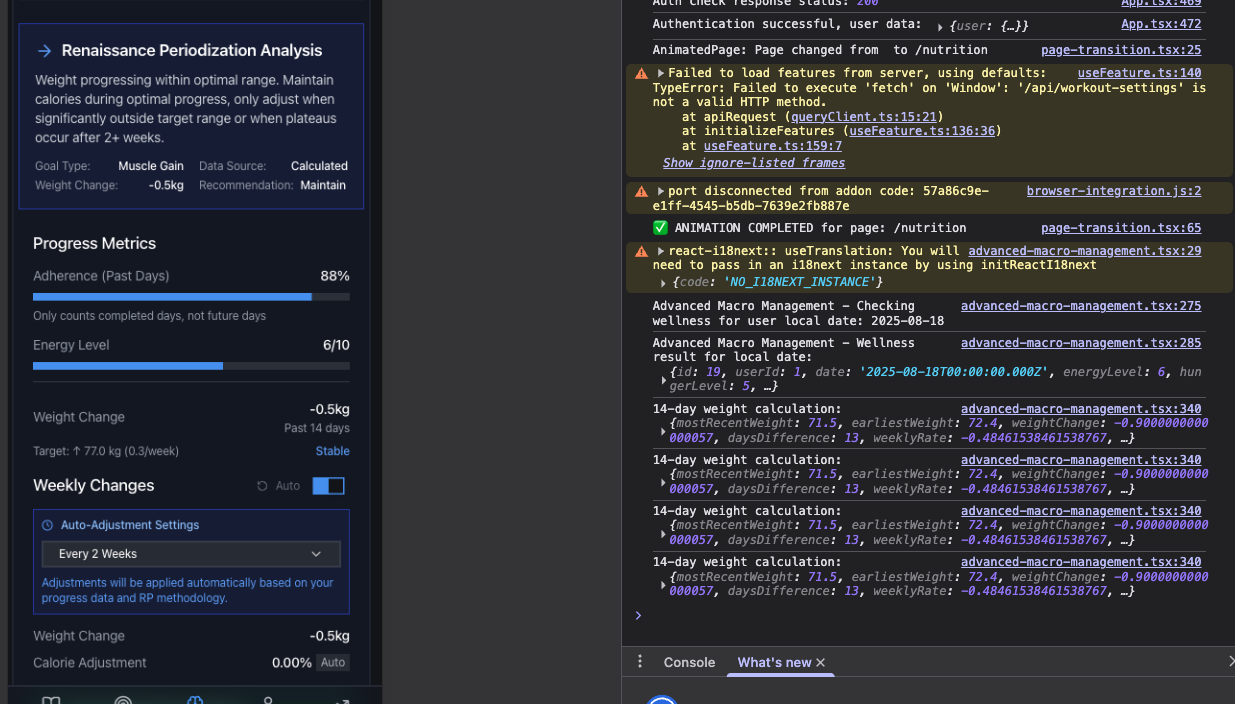 Renaissance Periodization Analysis
Weight progressing within optimal range. Maintain
calories during optimal progress, only adjust when
significantly outside target range or when plateaus
occur after 2+ weeks.
Goal Type: Muscle Gain Data Source: Calculated
Weight Change: -0.5kg Recommendation: Maintain
Progress Metrics
Adherence (Past Days) 88%
Only counts completed days, not future days
Energy Level 6/10
Weight Change -0.5kg
Past 14 days
Target: ↑ 77.0 kg (0.3/week) Stable
Weekly Changes Auto
Auto-Adjustment Settings
Every 2 Weeks
Adjustments will be applied automatically based on your
progress data and RP methodology.
Weight Change -0.5kg
Calorie Adjustment 0.00% Auto
Auth check response status: 200 App.tsx:469
Authentication successful, user data: {user: {…}} App.tsx:472
AnimatedPage: Page changed from  to /nutrition page-transition.tsx:25
Failed to load features from server, using defaults: useFeature.ts:140
TypeError: Failed to execute 'fetch' on 'Window': '/api/workout-settings' is
not a valid HTTP method.
at apiRequest (queryClient.ts:15:21)
at initializeFeatures (useFeature.ts:136:36)
at useFeature.ts:159:7
Show ignore-listed frames
port disconnected from addon code: 57a86c9e- browser-integration.js:2
e1ff-4545-b5db-7639e2fb887e
✅ ANIMATION COMPLETED for page: /nutrition page-transition.tsx:65
react-i18next:: useTranslation: You will advanced-macro-management.tsx:29
need to pass in an i18next instance by using initReactI18next
{code: 'NO_I18NEXT_INSTANCE'}
Advanced Macro Management - Checking advanced-macro-management.tsx:275
wellness for user local date: 2025-08-18
Advanced Macro Management - Wellness advanced-macro-management.tsx:285
result for local date:
{id: 19, userId: 1, date: '2025-08-18T00:00:00.000Z', energyLevel: 6, hun
gerLevel: 5, …}
14-day weight calculation: advanced-macro-management.tsx:340
{mostRecentWeight: 71.5, earliestWeight: 72.4, weightChange: -0.9000000000
000057, daysDifference: 13, weeklyRate: -0.48461538461538767, …}
14-day weight calculation: advanced-macro-management.tsx:340
{mostRecentWeight: 71.5, earliestWeight: 72.4, weightChange: -0.9000000000
000057, daysDifference: 13, weeklyRate: -0.48461538461538767, …}
14-day weight calculation: advanced-macro-management.tsx:340
{mostRecentWeight: 71.5, earliestWeight: 72.4, weightChange: -0.9000000000
000057, daysDifference: 13, weeklyRate: -0.48461538461538767, …}
14-day weight calculation: advanced-macro-management.tsx:340
{mostRecentWeight: 71.5, earliestWeight: 72.4, weightChange: -0.9000000000
000057, daysDifference: 13, weeklyRate: -0.48461538461538767, …}
Console What's new